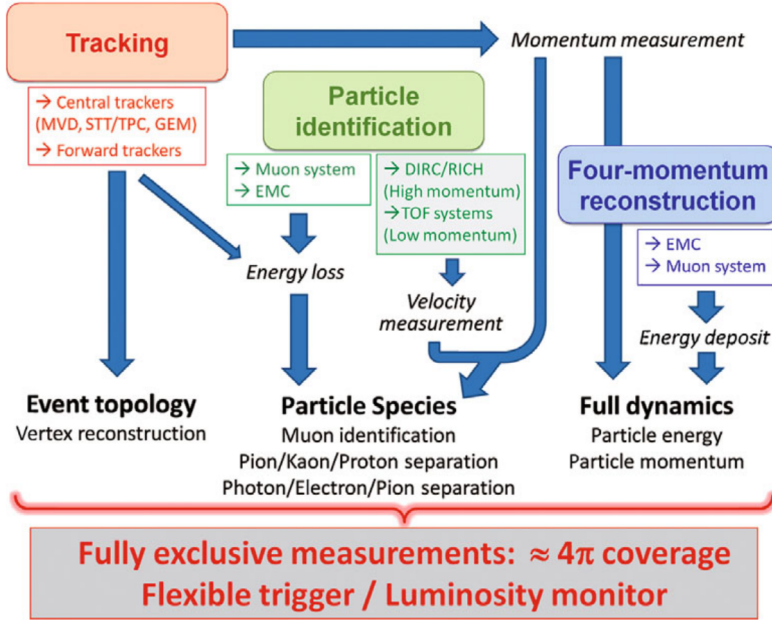 Tracking
Momentum measurement
→ Central trackers
(MVD, STT/TPC, GEM)
→ Forward trackers
Particle
identification
→ Muon system
→ EMC
→ DIRC/RICH
(High momentum)
→TOF systems
(Low momentum)
Four-momentum
reconstruction
→ EMC
→ Muon system
Energy loss
Velocity
measurement
Energy deposit
Event topology
Vertex reconstruction
Particle Species
Muon identification
Pion/Kaon/Proton separation
Photon/Electron/Pion separation
Full dynamics
Particle energy
Particle momentum
Fully exclusive measurements: ≈ 4π coverage
Flexible trigger / Luminosity monitor